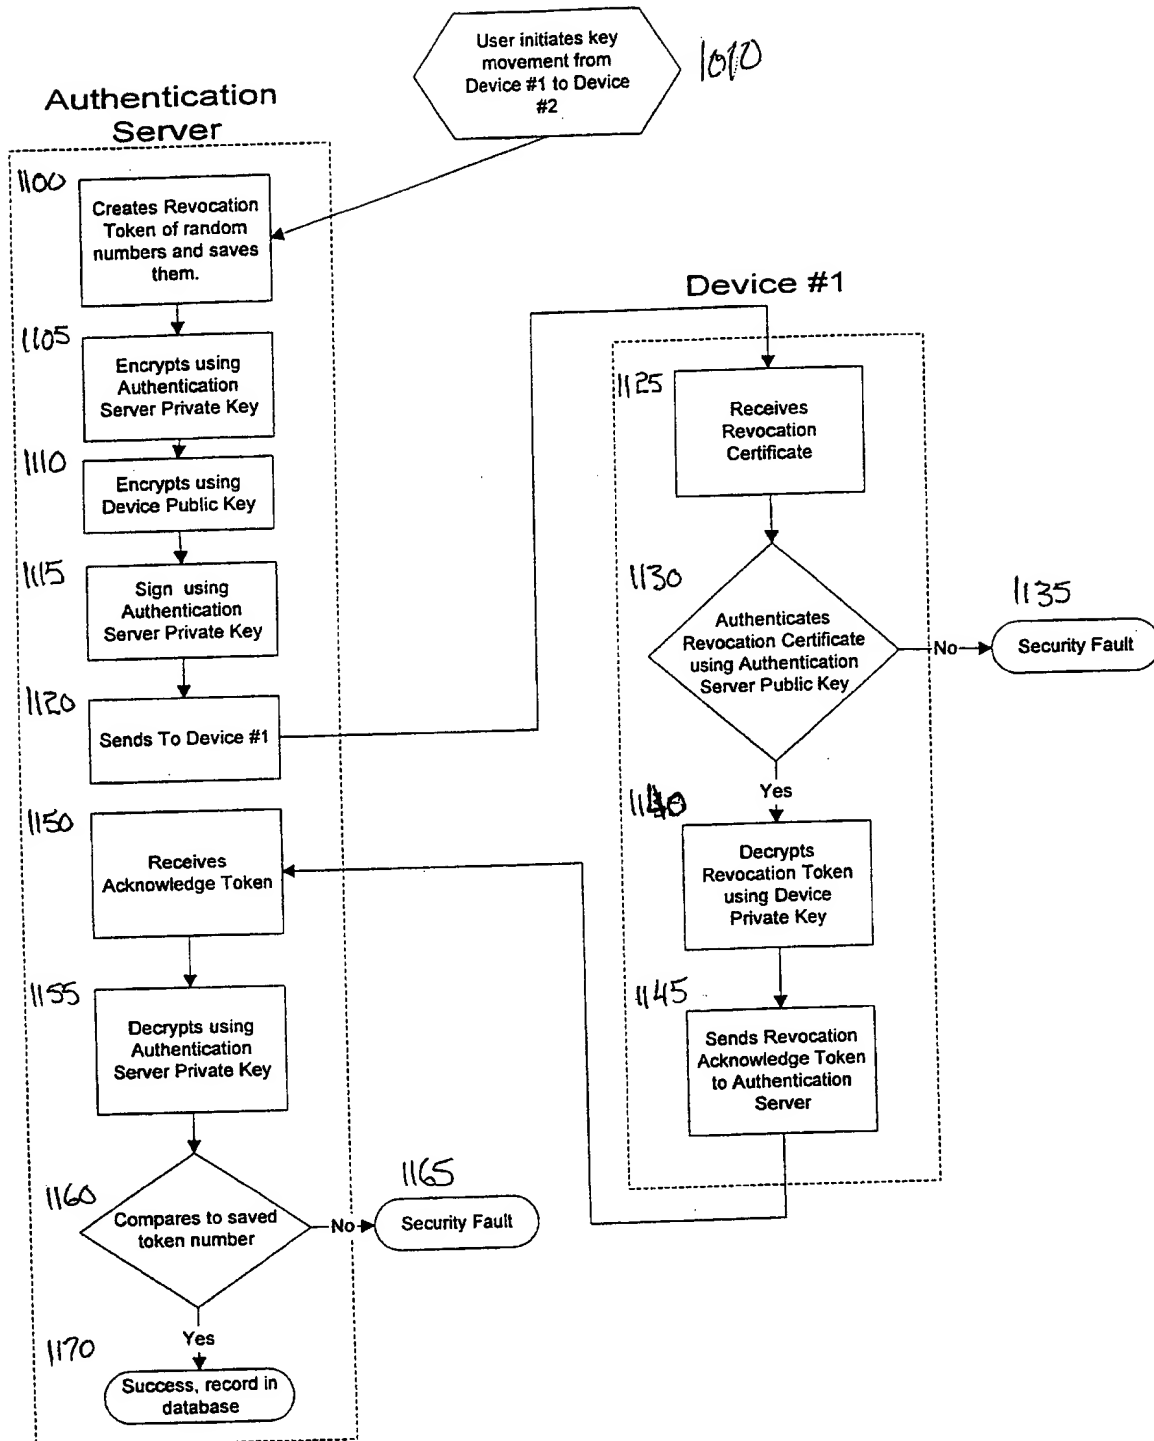 User initiates key
movement from
Device #1 to Device
#2
1010
Authentication
Server
1100
Creates Revocation
Token of random
numbers and saves
them.
1105
Encrypts using
Authentication
Server Private Key
1110
Encrypts using
Device Public Key
1115
Sign using
Authentication
Server Private Key
1120
Sends To Device #1
Device #1
1125
Receives
Revocation
Certificate
1130
Authenticates
Revocation Certificate
using Authentication
Server Public Key
No
1135
Security Fault
Yes
1140
Decrypts
Revocation Token
using Device
Private Key
1145
Sends Revocation
Acknowledge Token
to Authentication
Server
1150
Receives
Acknowledge Token
1155
Decrypts using
Authentication
Server Private Key
1160
Compares to saved
token number
No
1165
Security Fault
Yes
1170
Success, record in
database